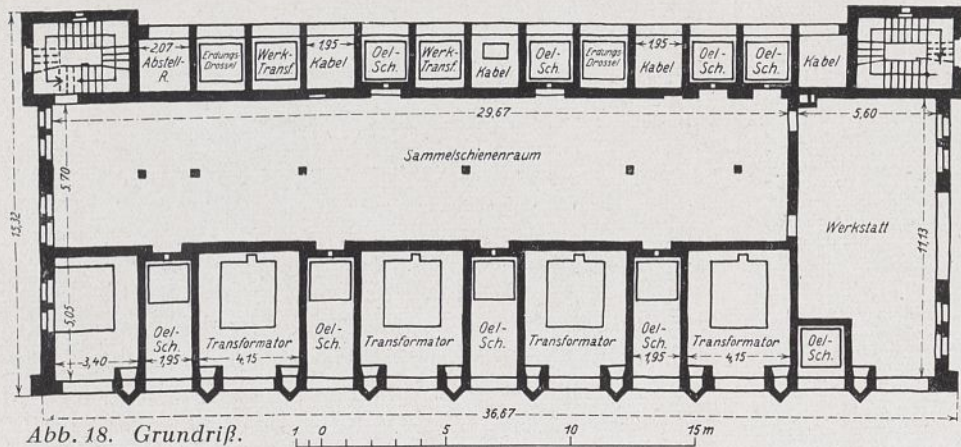 2,07
Abstell-
R.
Erdungs
Drossel
Werk-
Transf.
1,95
Kabel
Oel-
Sch.
Werk-
Transf.
Kabel
Oel-
Sch.
Erdungs
Drossel
1,95
Kabel
Oel-
Sch.
Oel-
Sch.
Kabel
29,67
5,60
Sammelschienenraum
5,70
15,32
Werkstatt
11,13
5,05
3,40
Oel-
Sch.
1,95
Transformator
4,15
Oel-
Sch.
Transformator
Oel-
Sch.
Transformator
Oel-
Sch.
1,95
Transformator
4,15
Oel-
Sch.
36,67
Abb. 18. Grundriß.
1 0 5 10 15 m